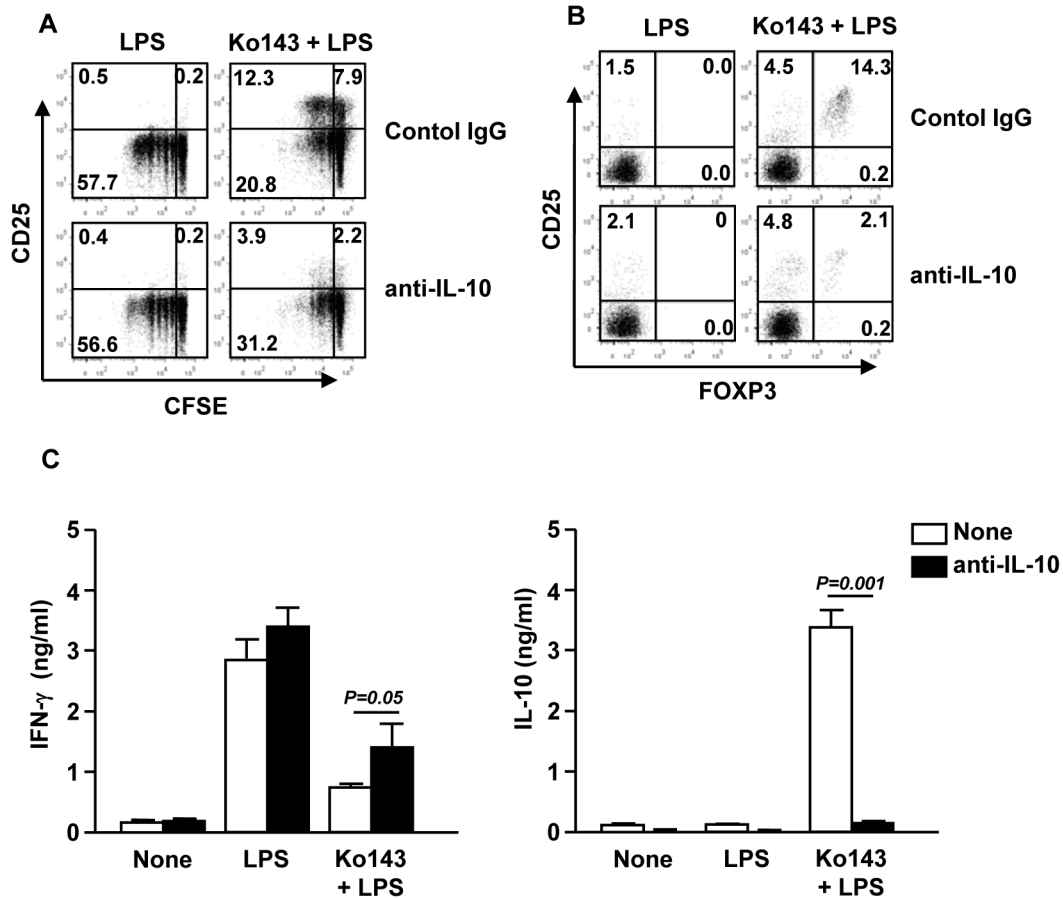 A
LPS
Ko143 + LPS
0.5
0.2
12.3
7.9
57.7
20.8
Contol IgG
0.4
0.2
3.9
2.2
56.6
31.2
anti-IL-10
CD25
CFSE
B
LPS
Ko143 + LPS
1.5
0.0
4.5
14.3
0.0
0.2
Contol IgG
2.1
0
4.8
2.1
0.0
0.2
anti-IL-10
CD25
FOXP3
C
5
4
3
2
1
0
IFN-γ (ng/ml)
P=0.05
None
LPS
Ko143
+ LPS
5
4
3
2
1
0
IL-10 (ng/ml)
P=0.001
None
LPS
Ko143
+ LPS
None
anti-IL-10